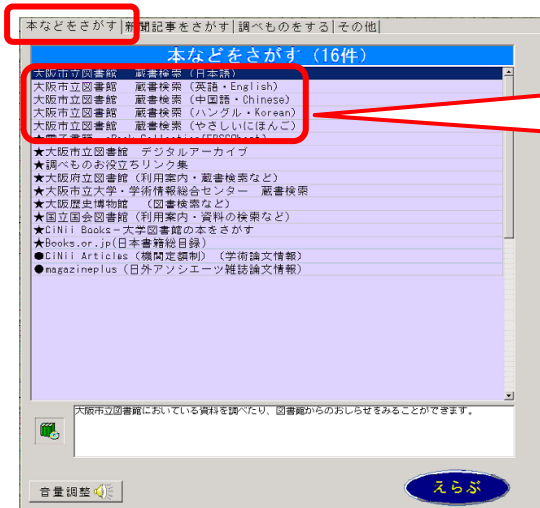 本などをさがす|新聞記事をさがす|調べものをする|その他|
本などをさがす（16件）
大阪市立図書館　蔵書検索（日本語）
大阪市立図書館　蔵書検索（英語・English）
大阪市立図書館　蔵書検索（中国語・Chinese）
大阪市立図書館　蔵書検索（ハングル・Korean）
大阪市立図書館　蔵書検索（やさしいにほんご）
★電子書籍　eBook Collection(EBSCOhost)
★大阪市立図書館　デジタルアーカイブ
★調べものお役立ちリンク集
★大阪府立図書館（利用案内・蔵書検索など）
★大阪市立大学・学術情報総合センター　蔵書検索
★大阪歴史博物館　（図書検索など）
★国立国会図書館（利用案内・資料の検索など）
★CiNii Books－大学図書館の本をさがす
★Books.or.jp(日本書籍総目録)
●CiNii Articles（機関定額制）（学術論文情報）
●magazineplus（日外アソシエーツ雑誌論文情報）
大阪市立図書館においている資料を調べたり、図書館からのおしらせをみることができます。
音量調整
えらぶ